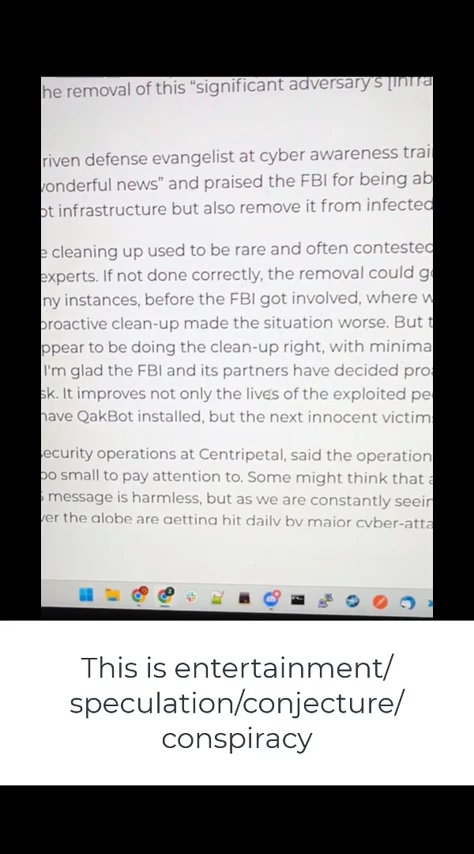 he removal of this "significant adversary's [infra
riven defense evangelist at cyber awareness trai
wonderful news" and praised the FBI for being ab
ot infrastructure but also remove it from infected
e cleaning up used to be rare and often contested
experts. If not done correctly, the removal could g
ny instances, before the FBI got involved, where w
proactive clean-up made the situation worse. But t
ppear to be doing the clean-up right, with minima
I'm glad the FBI and its partners have decided pro
sk. It improves not only the lives of the exploited pe
have QakBot installed, but the next innocent victim
ecurity operations at Centripetal, said the operation
oo small to pay attention to. Some might think that a
s message is harmless, but as we are constantly seein
ver the globe are getting hit daily by major cyber-atta
This is entertainment/
speculation/conjecture/
conspiracy